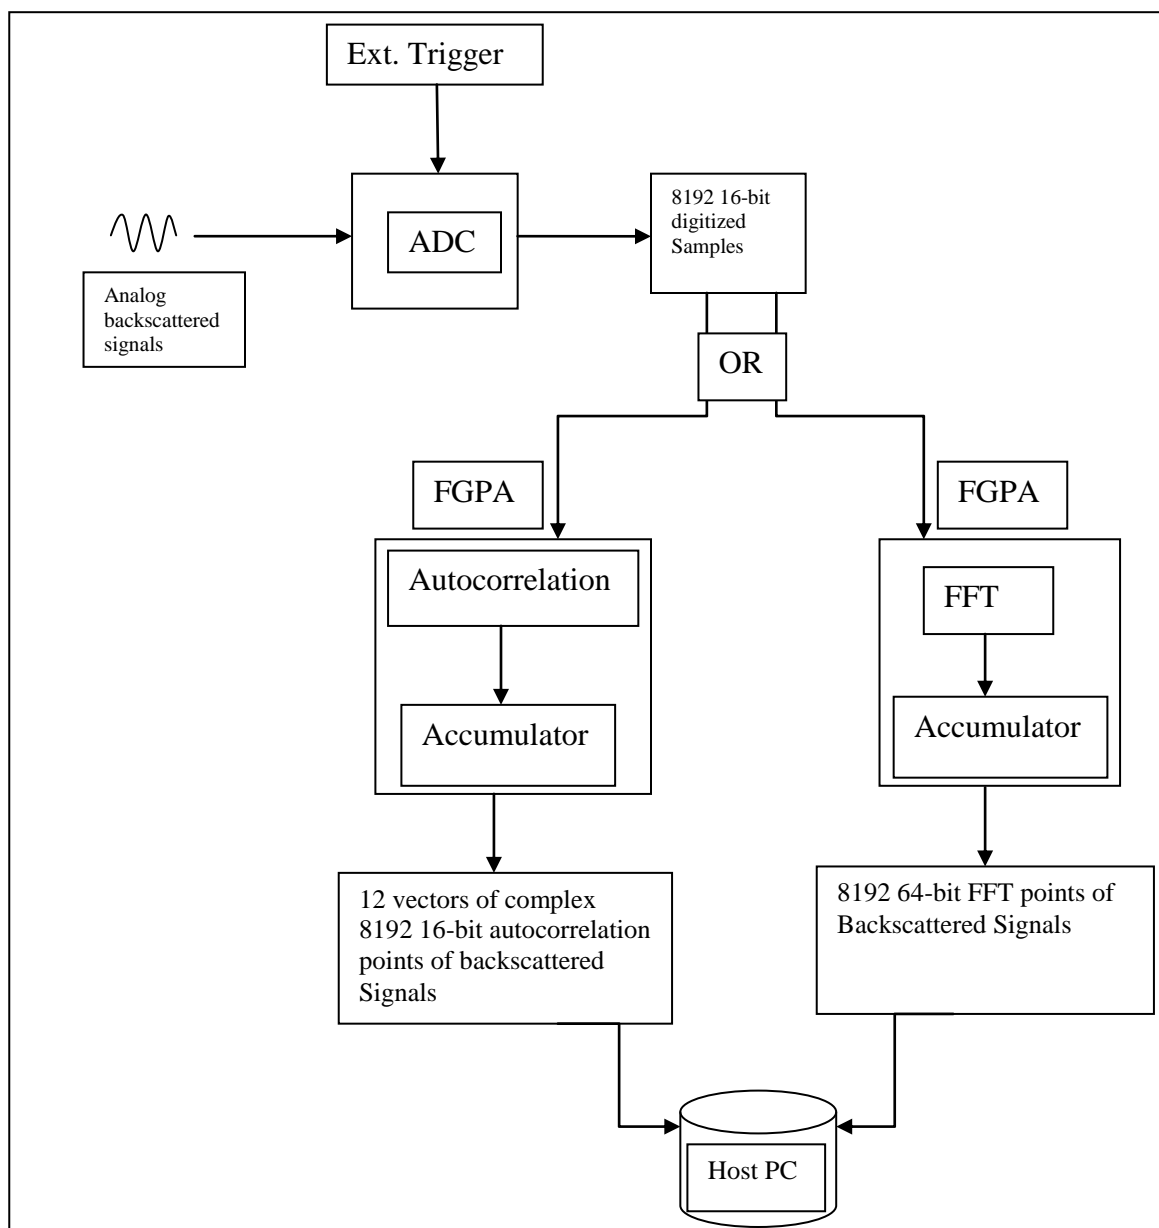 Ext. Trigger
ADC
8192 16-bit
digitized
Samples
Analog
backscattered
signals
OR
FGPA
FGPA
Autocorrelation
FFT
Accumulator
Accumulator
12 vectors of complex
8192 16-bit autocorrelation
points of backscattered
Signals
8192 64-bit FFT points of
Backscattered Signals
Host PC